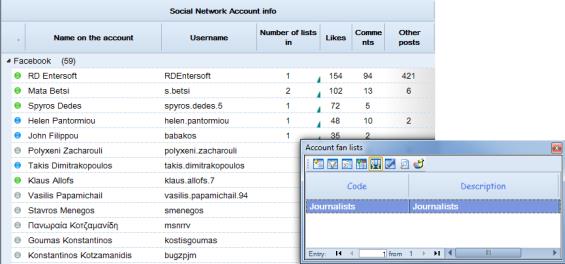 Social Network Account info
Name on the account Username Number of lists in Likes Comme nts Other posts
Facebook (59)
RD Entersoft RDEntersoft 1 154 94 421
Mata Betsi s.betsi 2 102 13 6
Spyros Dedes spyros.dedes.5 1 72 5
Helen Pantormiou helen.pantormiou 1 48 10 2
John Filippou babakos 1 35 2
Polyxeni Zacharouli polyxeni.zacharouli
Takis Dimitrakopoulos takis.dimitrakopoulos
Klaus Allofs klaus.allofs.7
Vasilis Papamichail vasilis.papamichail.94
Stavros Menegos smenegos
Παναψαία Κοτζαμανίδη msnrrv
Goumas Konstantinos kostisgoumas
Konstantinos Kotzamanidis bugzpjm
Account fan lists
Code Description
Journalists Journalists
Entry: 1 from 1